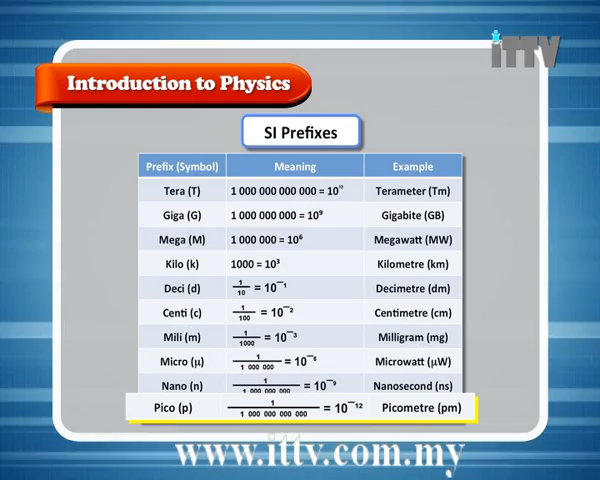 iTTV
Introduction to Physics
SI Prefixes
Prefix (Symbol) Meaning Example
Tera (T) 1 000 000 000 000 = 10¹² Terameter (Tm)
Giga (G) 1 000 000 000 = 10⁹ Gigabite (GB)
Mega (M) 1 000 000 = 10⁶ Megawatt (MW)
Kilo (k) 1000 = 10³ Kilometre (km)
Deci (d) 1/10 = 10⁻¹ Decimetre (dm)
Centi (c) 1/100 = 10⁻² Centimetre (cm)
Mili (m) 1/1000 = 10⁻³ Milligram (mg)
Micro (μ) 1/1 000 000 = 10⁻⁶ Microwatt (μW)
Nano (n) 1/1 000 000 000 = 10⁻⁹ Nanosecond (ns)
Pico (p) 1/1 000 000 000 000 = 10⁻¹² Picometre (pm)
www.ittv.com.my